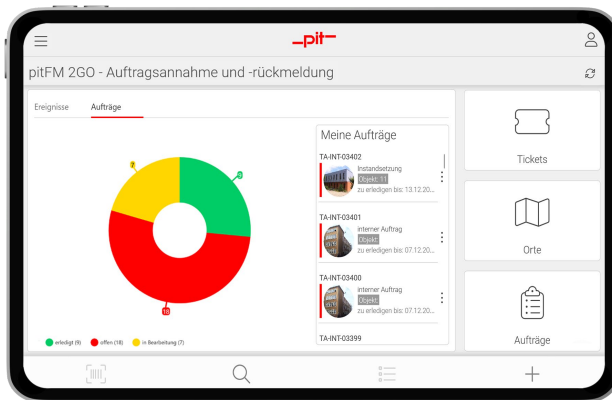 _pit‾
pitFM 2GO - Auftragsannahme und -rückmeldung
Ereignisse Aufträge
7
9
18
erledigt (9) offen (18) in Bearbeitung (7)
Meine Aufträge
TA-INT-03402
Instandsetzung
Objekt: 11
zu erledigen bis: 13.12.20...
TA-INT-03401
interner Auftrag
Objekt:
zu erledigen bis: 07.12.20...
TA-INT-03400
interner Auftrag
Objekt:
zu erledigen bis: 07.12.20...
TA-INT-03399
Tickets
Orte
Aufträge